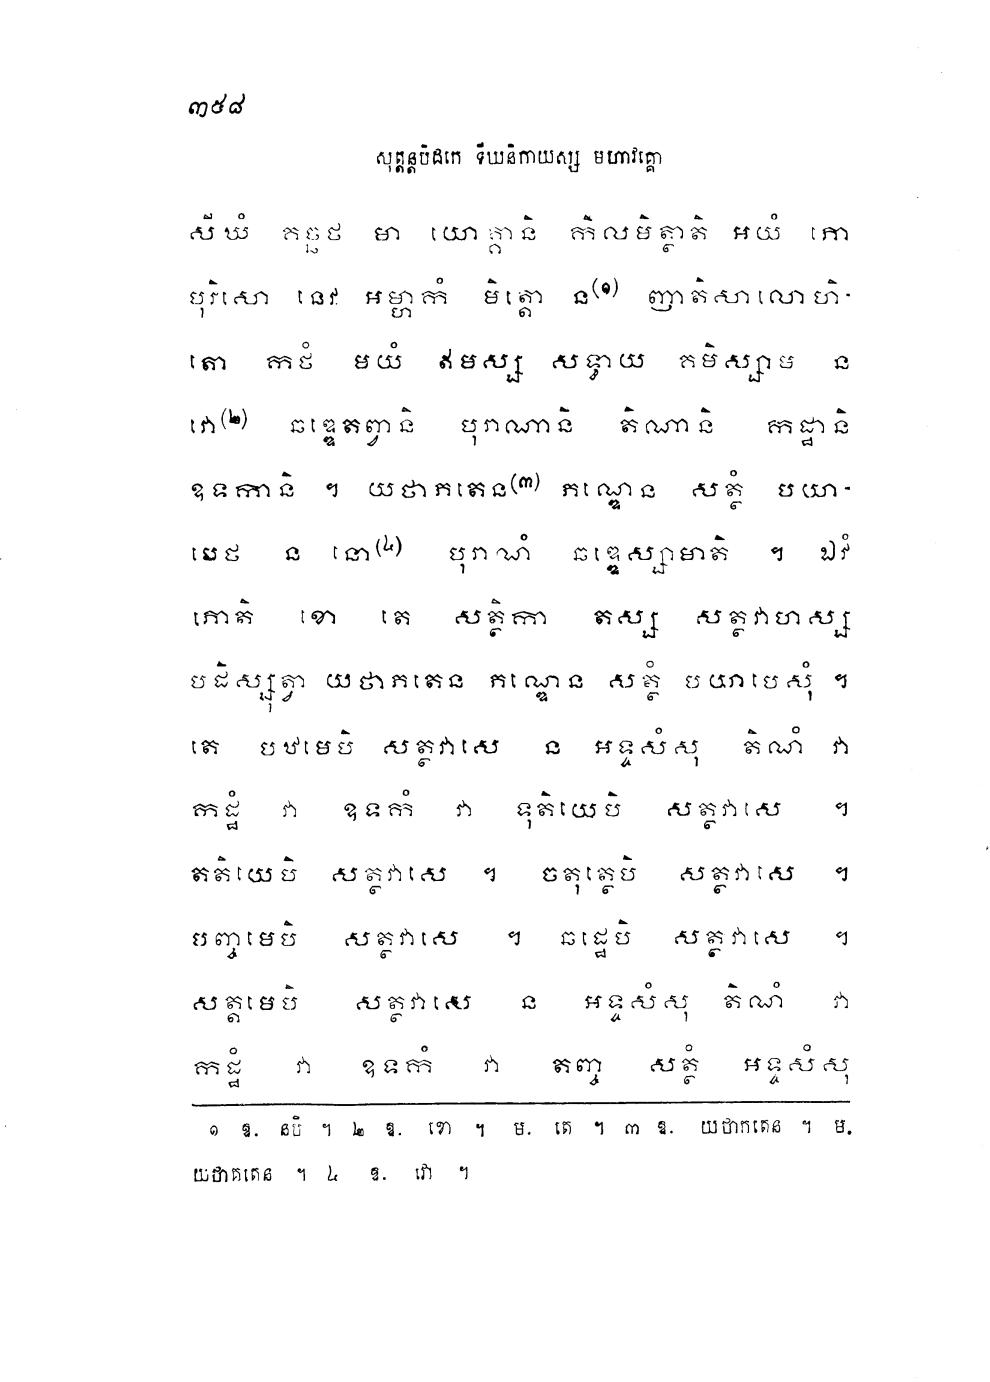 ៣៥៨
សុត្តន្តបិដកេ ទីឃនិកាយស្ស មហាវគ្គោ
សីឃំ គច្ឆថ មា យោគ្គានិ កិលមិត្ថាតិ អយំ ភោ
បុរិសោ នេវ អម្ហាកំ មិត្តោ ន(១) ញាតិសាលោហិ-
តោ កថំ មយំ ឥមស្ស សទ្ធាយ គមិស្សាម ន
វោ(២) ឆឌ្ឌេតព្វានិ បុរាណានិ តិណានិ កដ្ឋានិ
ឧទកានិ ។ យថាភតេន(៣) ភណ្ឌេន សត្ថំ បយា-
បេថ ន នោ(៤) បុរាណំ ឆឌ្ឌេស្សាមាតិ ។ ឯវំ
ភោតិ ខោ តេ សត្ថិកា តស្ស សត្ថវាហស្ស
បដិស្សុត្វា យថាភតេន ភណ្ឌេន សត្ថំ បយាបេសុំ ។
តេ បឋមេបិ សត្ថវាសេ ន អទ្ទសំសុ តិណំ វា
កដ្ឋំ វា ឧទកំ វា ទុតិយេបិ សត្ថវាសេ ។
តតិយេបិ សត្ថវាសេ ។ ចតុត្ថេបិ សត្ថវាសេ ។
បញ្ចមេបិ សត្ថវាសេ ។ ឆដ្ឋេបិ សត្ថវាសេ ។
សត្តមេបិ សត្ថវាសេ ន អទ្ទសំសុ តិណំ វា
កដ្ឋំ វា ឧទកំ វា តញ្ច សត្ថំ អទ្ទសំសុ
១ ឱ. នបិ ។ ២ ឱ. ខោ ។ ម. តេ ។ ៣ ឱ. យថាកតេន ។ ម.
យថាគតេន ។ ៤ ឱ. វោ ។